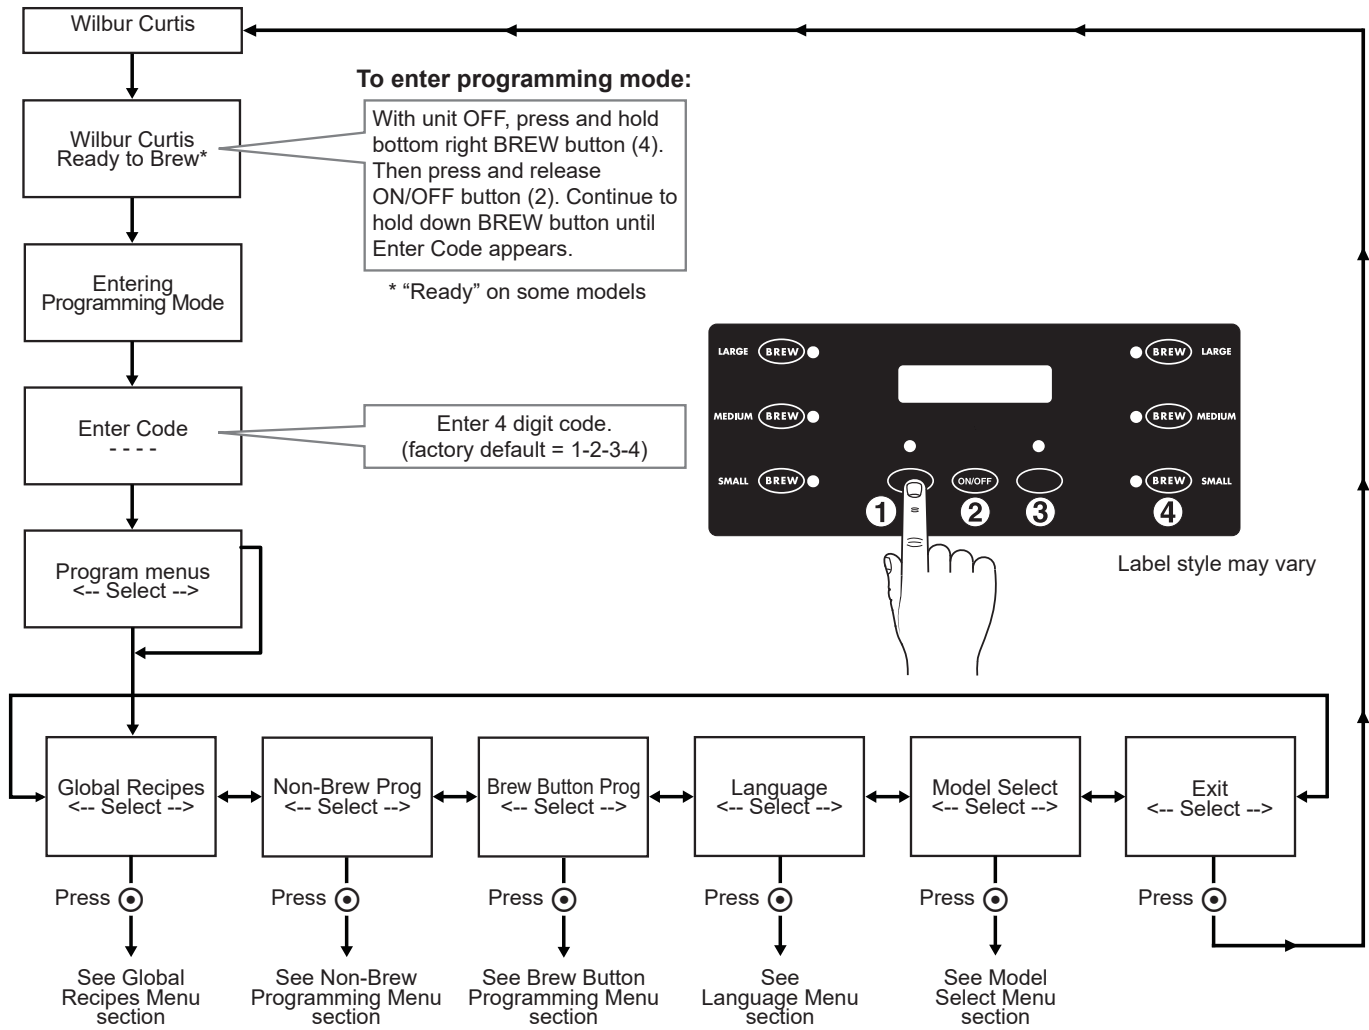 Wilbur Curtis
To enter programming mode:
Wilbur Curtis
Ready to Brew*
With unit OFF, press and hold
bottom right BREW button (4).
Then press and release
ON/OFF button (2). Continue to
hold down BREW button until
Enter Code appears.
* “Ready” on some models
Entering
Programming Mode
Enter Code
- - - -
Enter 4 digit code.
(factory default = 1-2-3-4)
LARGE BREW
BREW LARGE
MEDIUM BREW
BREW MEDIUM
SMALL BREW
ON/OFF
BREW SMALL
1 2 3 4
Label style may vary
Program menus
<-- Select -->
Global Recipes
<-- Select -->
Non-Brew Prog
<-- Select -->
Brew Button Prog
<-- Select -->
Language
<-- Select -->
Model Select
<-- Select -->
Exit
<-- Select -->
Press
Press
Press
Press
Press
Press
See Global
Recipes Menu
section
See Non-Brew
Programming Menu
section
See Brew Button
Programming Menu
section
See
Language Menu
section
See Model
Select Menu
section